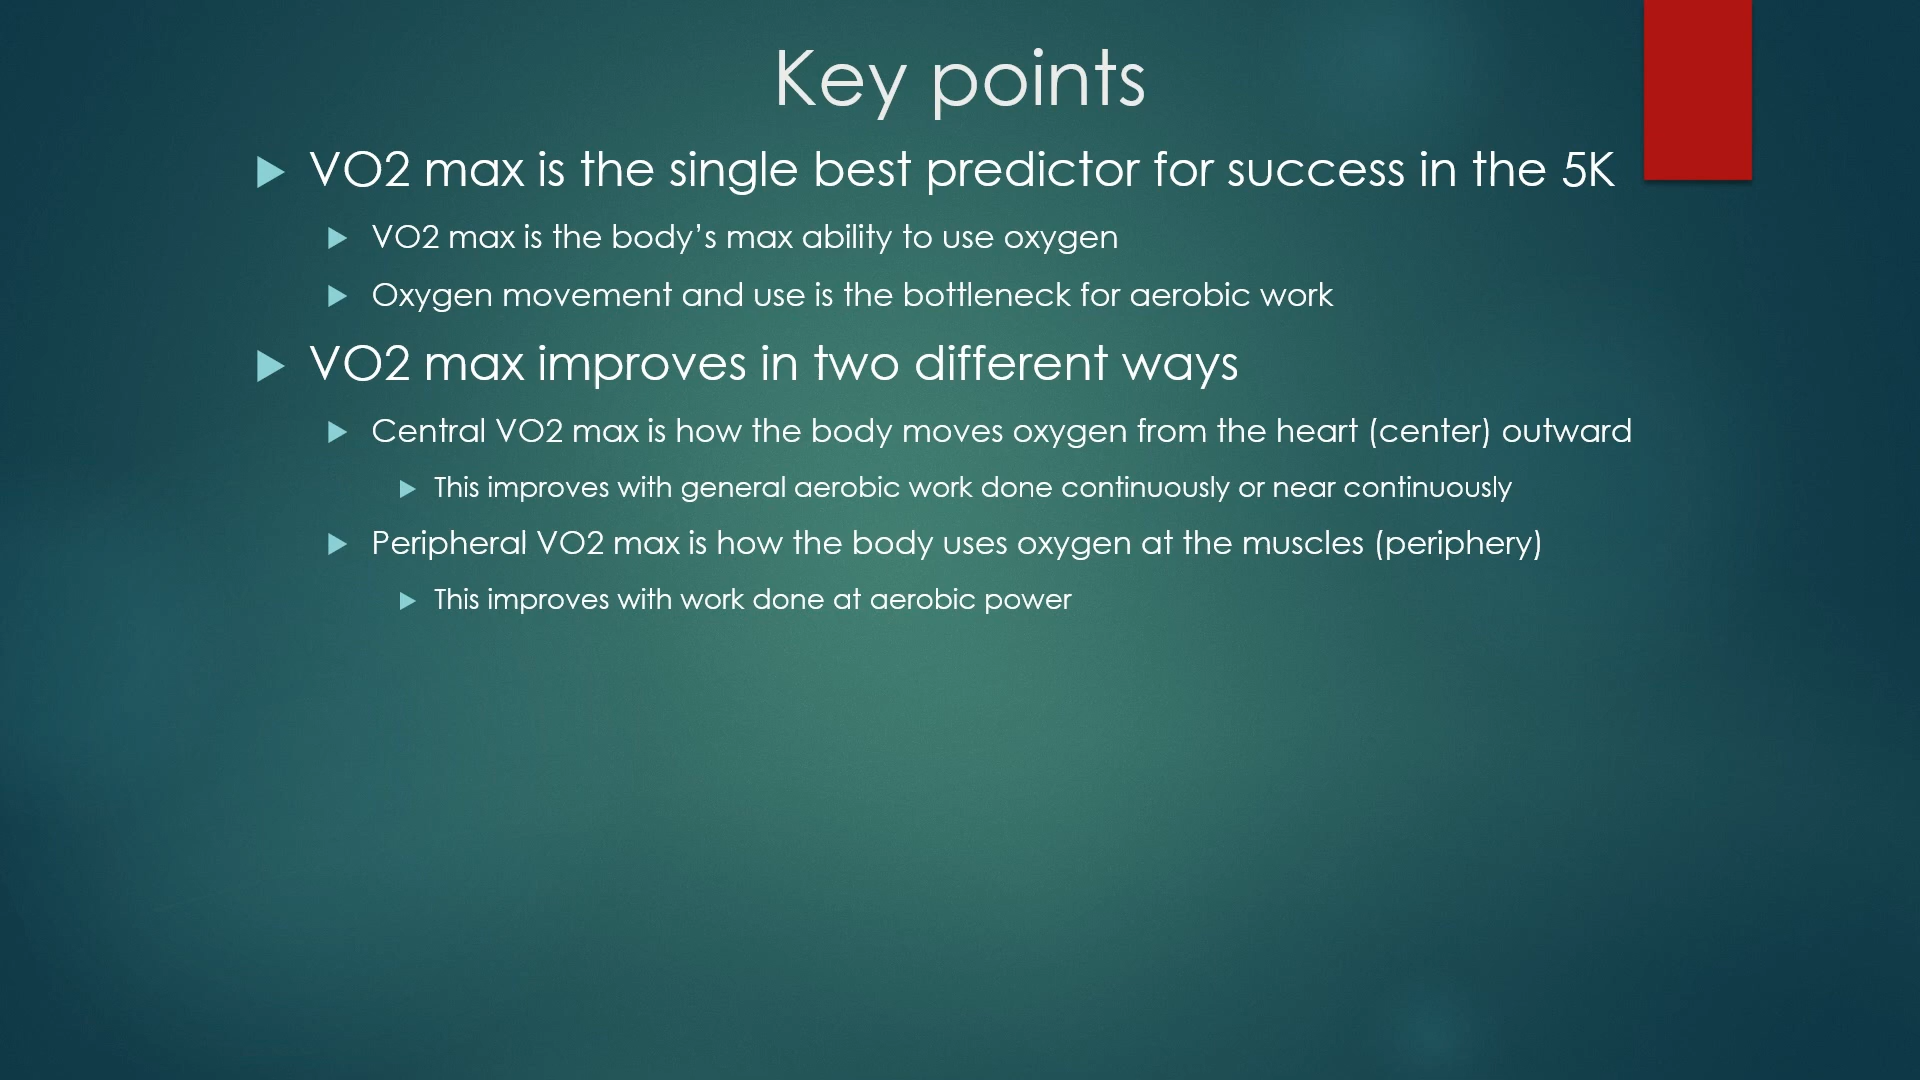 Key points
VO2 max is the single best predictor for success in the 5K
VO2 max is the body’s max ability to use oxygen
Oxygen movement and use is the bottleneck for aerobic work
VO2 max improves in two different ways
Central VO2 max is how the body moves oxygen from the heart (center) outward
This improves with general aerobic work done continuously or near continuously
Peripheral VO2 max is how the body uses oxygen at the muscles (periphery)
This improves with work done at aerobic power